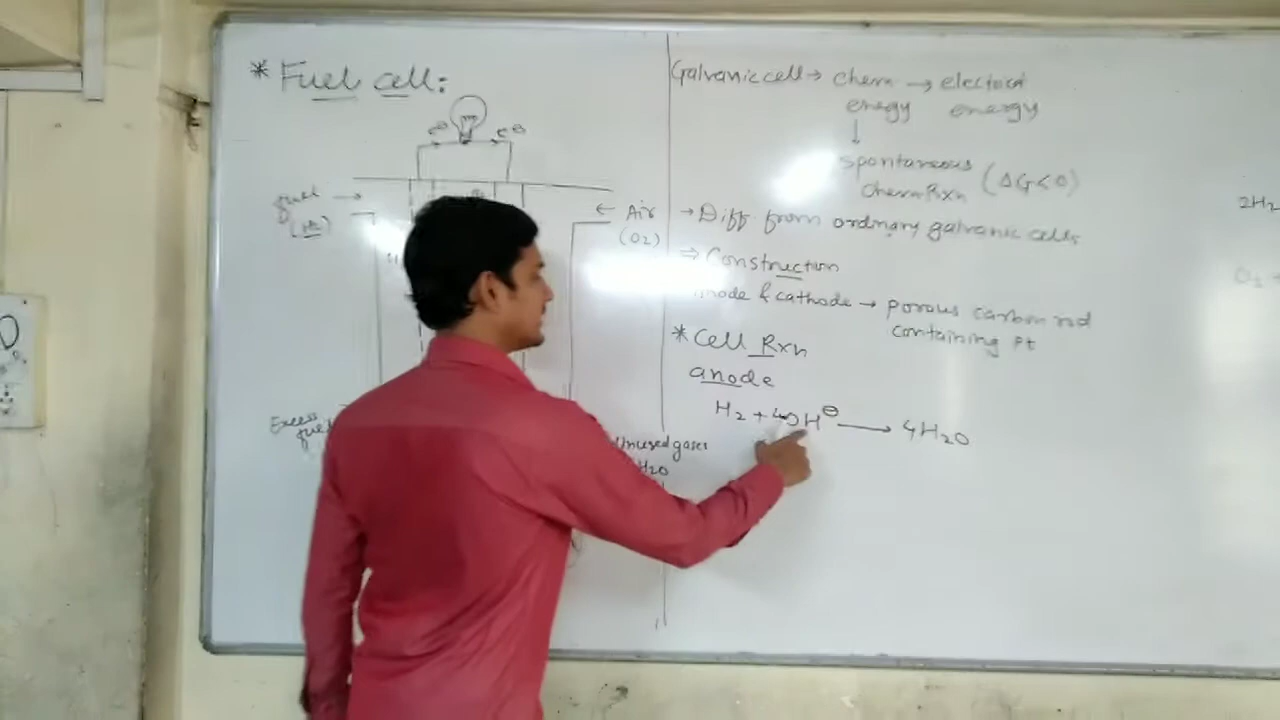 * Fuel cell:
e⊖ e⊖
fuel →
(H2)
← Air
(O2)
Excess
fuel
Unused gases
H2O
Galvanic cell → chem → electrical
enegy energy
↓
spontaneous (ΔG<0)
chem Rxn
→ Diff from ordinary galvanic cells
⇒ Construction
anode & cathode → porous carbon rod
containing Pt
* Cell Rxn
anode
H2 + 4OH⊖ → 4H2O
2H2
O2 +